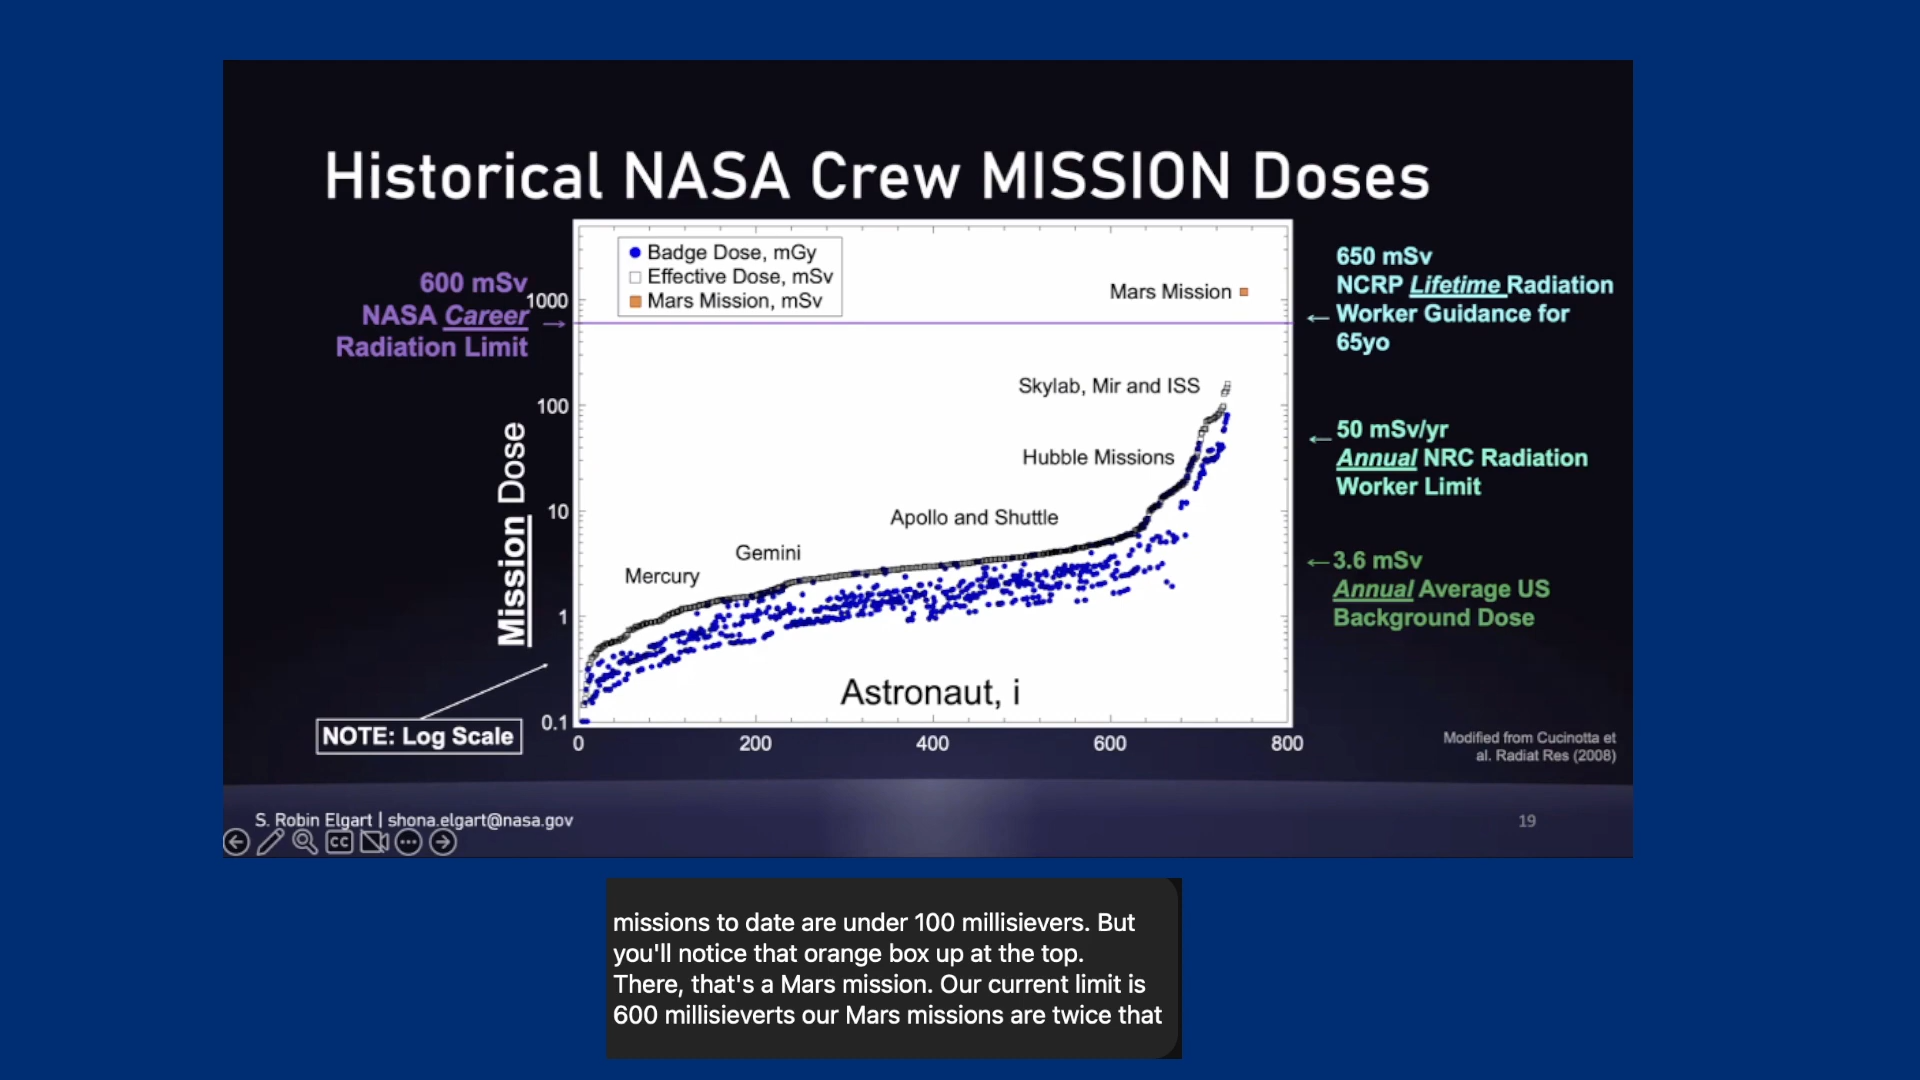 Historical NASA Crew MISSION Doses
600 mSv
NASA Career
Radiation Limit
→
Mission Dose
NOTE: Log Scale
1000
100
10
1
0.1
Badge Dose, mGy
Effective Dose, mSv
Mars Mission, mSv
Mars Mission
Skylab, Mir and ISS
Hubble Missions
Apollo and Shuttle
Gemini
Mercury
Astronaut, i
0
200
400
600
800
650 mSv
NCRP Lifetime Radiation
← Worker Guidance for
65yo
50 mSv/yr
← Annual NRC Radiation
Worker Limit
←3.6 mSv
Annual Average US
Background Dose
Modified from Cucinotta et
al. Radiat Res (2008)
S. Robin Elgart | shona.elgart@nasa.gov
19
CC
missions to date are under 100 millisievers. But
you'll notice that orange box up at the top.
There, that's a Mars mission. Our current limit is
600 millisieverts our Mars missions are twice that